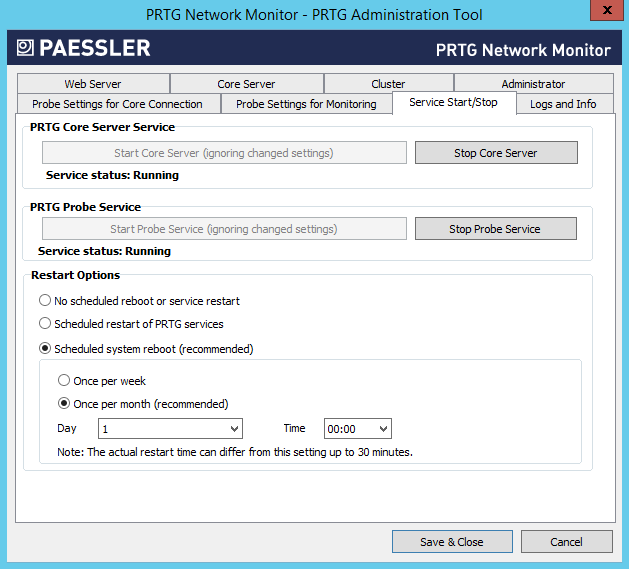 PRTG Network Monitor - PRTG Administration Tool
x
PAESSLER
PRTG Network Monitor
Web Server
Core Server
Cluster
Administrator
Probe Settings for Core Connection
Probe Settings for Monitoring
Service Start/Stop
Logs and Info
PRTG Core Server Service
Start Core Server (ignoring changed settings)
Stop Core Server
Service status: Running
PRTG Probe Service
Start Probe Service (ignoring changed settings)
Stop Probe Service
Service status: Running
Restart Options
No scheduled reboot or service restart
Scheduled restart of PRTG services
Scheduled system reboot (recommended)
Once per week
Once per month (recommended)
Day 1 Time 00:00
Note: The actual restart time can differ from this setting up to 30 minutes.
Save & Close
Cancel